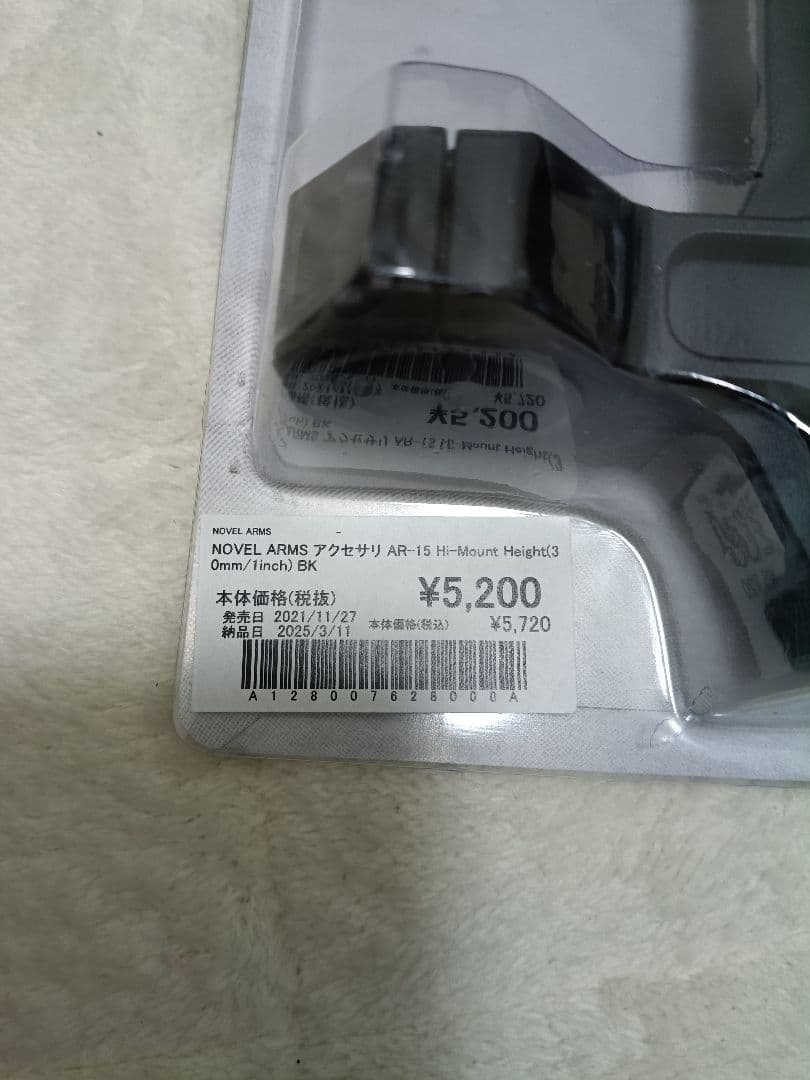 NOVEL ARMS
NOVEL ARMS アクセサリ AR-15 Hi-Mount Height(3
0mm/1inch) BK
本体価格(税抜) ¥5,200
発売日 2021/11/27 本体価格(税込) ¥5,720
納品日 2025/3/11
A128007628000A